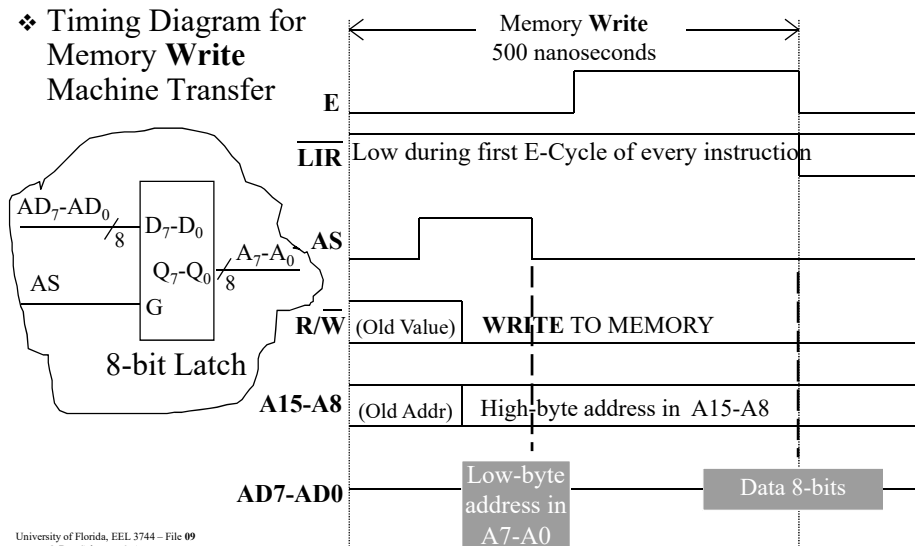 ❖ Timing Diagram for
Memory Write
Machine Transfer
Memory Write
500 nanoseconds
E
LIR
Low during first E-Cycle of every instruction
AD7-AD0
8
D7-D0
AS
Q7-Q0
8
A7-A0
AS
G
8-bit Latch
R/W
(Old Value)
WRITE TO MEMORY
A15-A8
(Old Addr)
High-byte address in A15-A8
AD7-AD0
Low-byte
address in
A7-A0
Data 8-bits
University of Florida, EEL 3744 – File 09